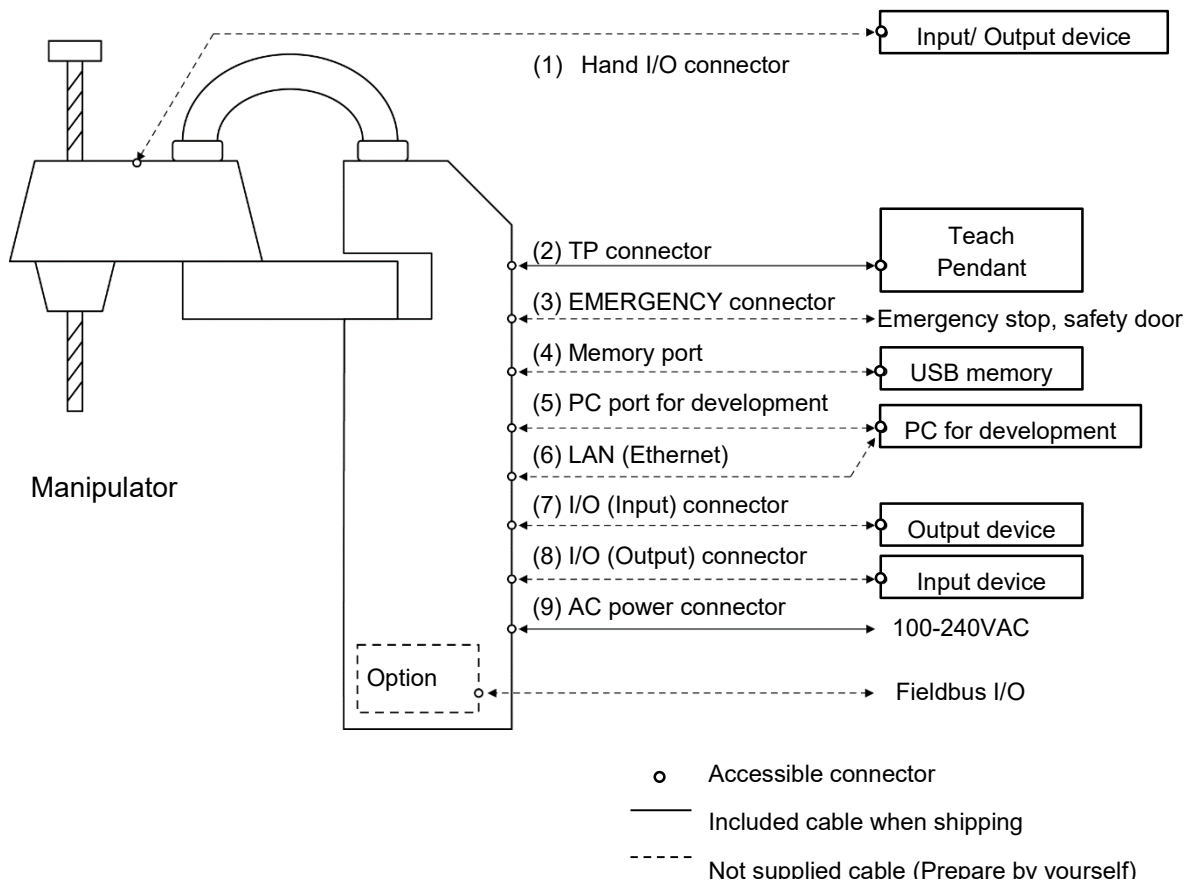 Input/ Output device
(1) Hand I/O connector
(2) TP connector
Teach
Pendant
(3) EMERGENCY connector
Emergency stop, safety door
(4) Memory port
USB memory
(5) PC port for development
PC for development
(6) LAN (Ethernet)
Manipulator
(7) I/O (Input) connector
Output device
(8) I/O (Output) connector
Input device
(9) AC power connector
100-240VAC
Option
Fieldbus I/O
Accessible connector
Included cable when shipping
Not supplied cable (Prepare by yourself)